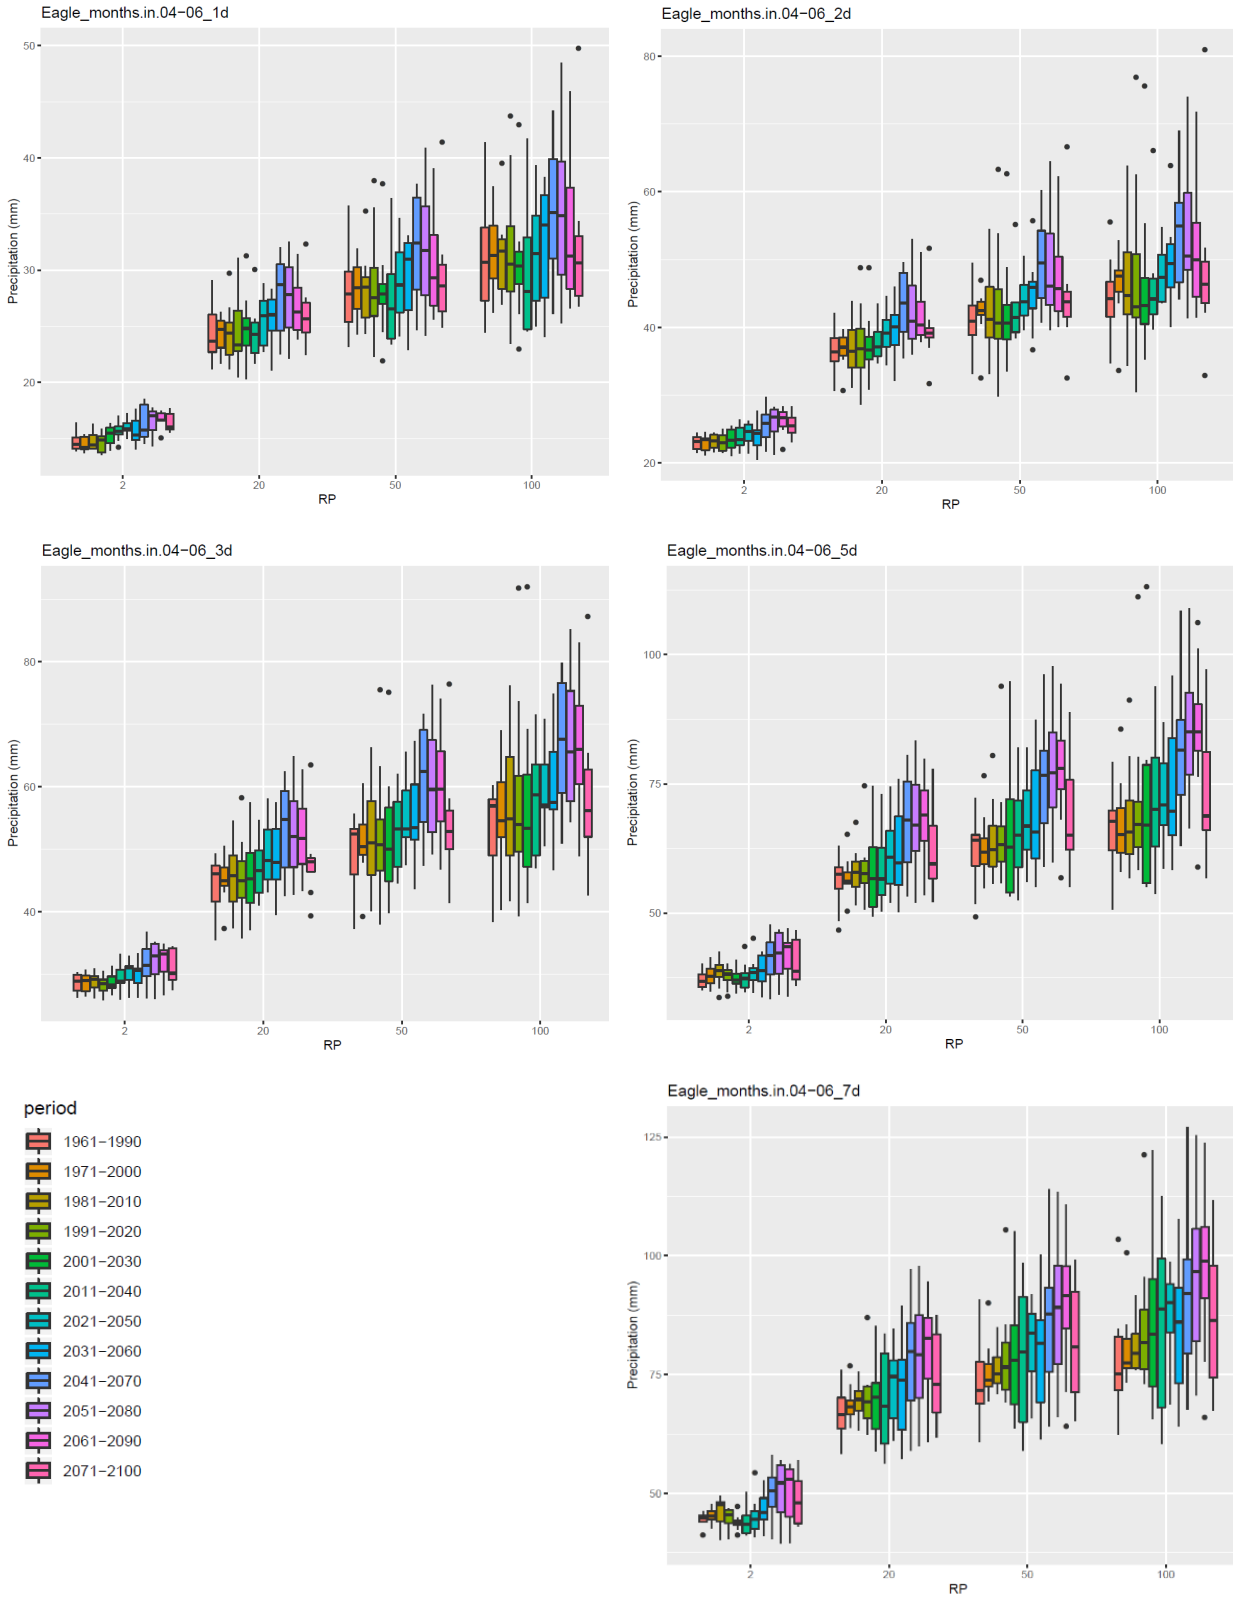 Eagle_months.in.04−06_1d
50
40
30
20
Precipitation (mm)
2 20 50 100
RP
Eagle_months.in.04−06_2d
80
60
40
20
Precipitation (mm)
2 20 50 100
RP
Eagle_months.in.04−06_3d
80
60
40
Precipitation (mm)
2 20 50 100
RP
Eagle_months.in.04−06_5d
100
75
50
Precipitation (mm)
2 20 50 100
RP
period
1961−1990
1971−2000
1981−2010
1991−2020
2001−2030
2011−2040
2021−2050
2031−2060
2041−2070
2051−2080
2061−2090
2071−2100
Eagle_months.in.04−06_7d
125
100
75
50
Precipitation (mm)
2 20 50 100
RP